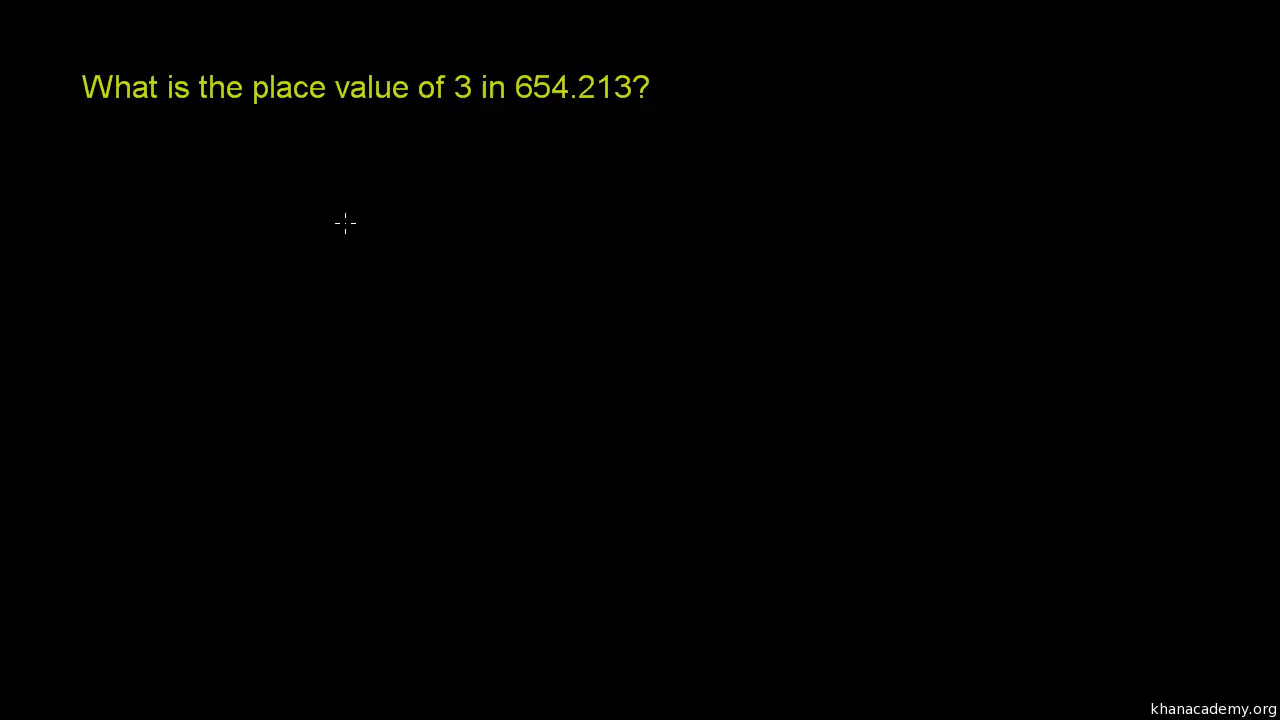 What is the place value of 3 in 654.213?
khanacademy.org